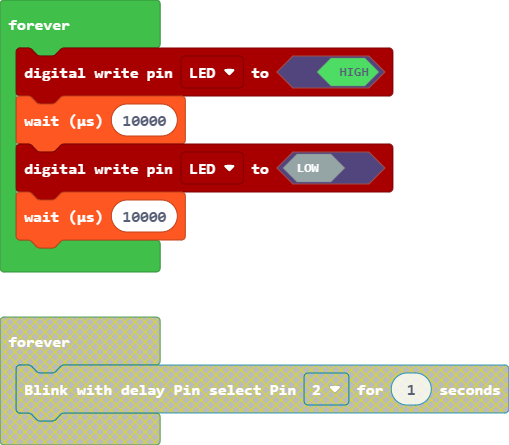 forever
digital write pin LED to HIGH
wait (µs) 10000
digital write pin LED to LOW
wait (µs) 10000
forever
Blink with delay Pin select Pin 2 for 1 seconds